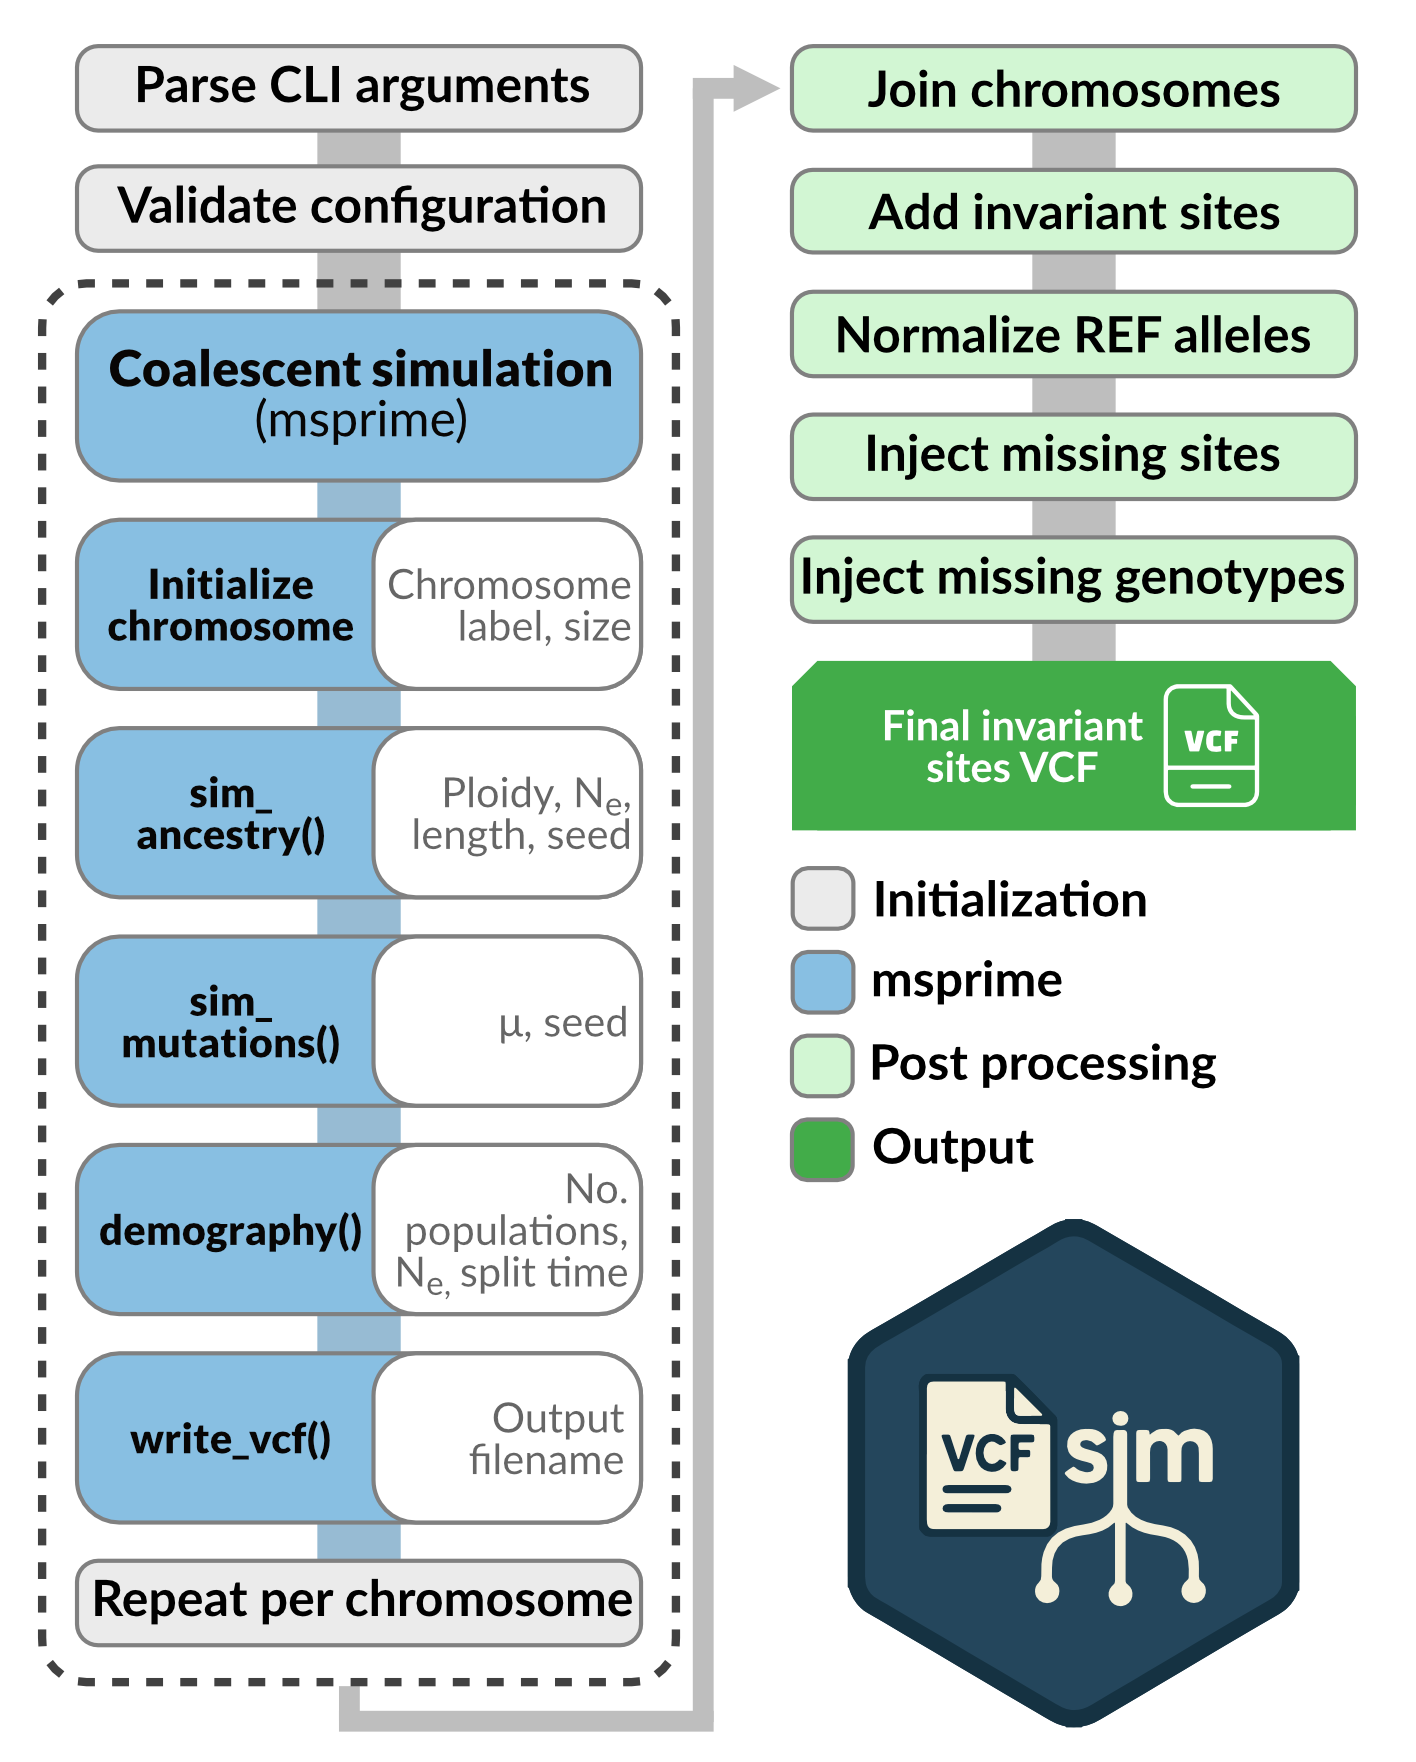 Parse CLI arguments
Validate configuration
Coalescent simulation
(msprime)
Initialize
chromosome
Chromosome
label, size
sim_
ancestry()
Ploidy, Ne,
length, seed
sim_
mutations()
µ, seed
demography()
No.
populations,
Ne, split time
write_vcf()
Output
filename
Repeat per chromosome
Join chromosomes
Add invariant sites
Normalize REF alleles
Inject missing sites
Inject missing genotypes
Final invariant
sites VCF
VCF
Initialization
msprime
Post processing
Output
VCF sim